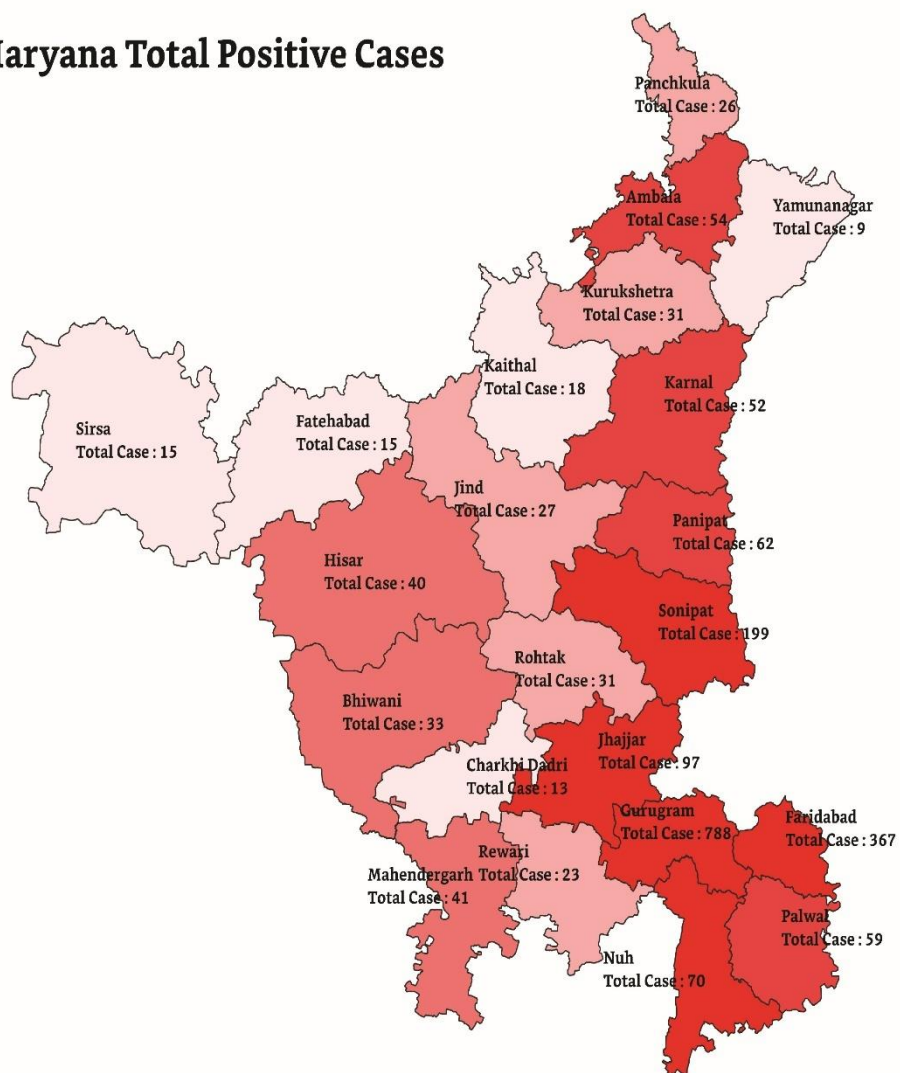 Haryana Total Positive Cases
Panchkula
Total Case : 26
Ambala
Total Case : 54
Yamunanagar
Total Case : 9
Kurukshetra
Total Case : 31
Kaithal
Total Case : 18
Karnal
Total Case : 52
Sirsa
Total Case : 15
Fatehabad
Total Case : 15
Jind
Total Case : 27
Panipat
Total Case : 62
Hisar
Total Case : 40
Sonipat
Total Case : 199
Rohtak
Total Case : 31
Bhiwani
Total Case : 33
Jhajjar
Total Case : 97
Charkhi Dadri
Total Case : 13
Gurugram
Total Case : 788
Faridabad
Total Case : 367
Rewari
Total Case : 23
Mahendergarh
Total Case : 41
Palwal
Total Case : 59
Nuh
Total Case : 70